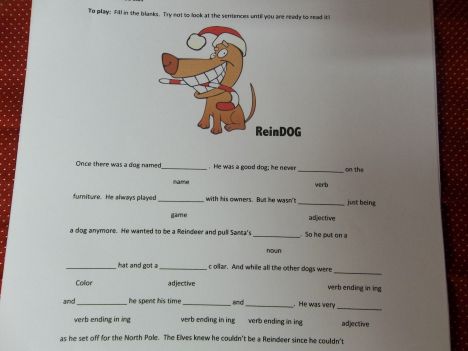 To play: Fill in the blanks. Try not to look at the sentences until you are ready to read it!
ReinDOG
Once there was a dog named______________. He was a good dog; he never ____________ on the
name verb
furniture. He always played ____________ with his owners. But he wasn't ____________ just being
game adjective
a dog anymore. He wanted to be a Reindeer and pull Santa's ____________. So he put on a
noun
____________ hat and got a ____________ c ollar. And while all the other dogs were ____________
Color adjective verb ending in ing
and ____________ he spent his time ____________ and ____________. He was very ____________
verb ending in ing verb ending in ing verb ending in ing adjective
as he set off for the North Pole. The Elves knew he couldn't be a Reindeer since he couldn't